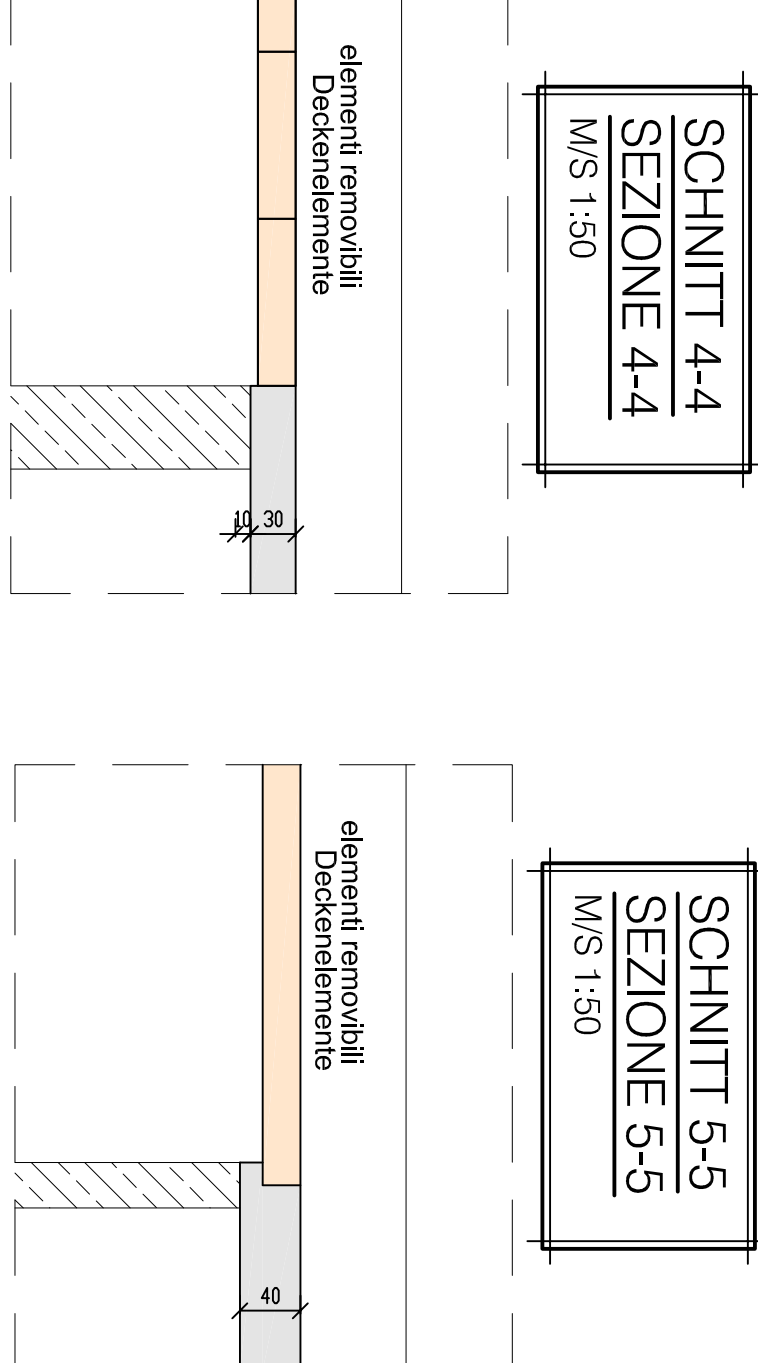 SCHNITT 4-4
SEZIONE 4-4
M/S 1:50
elementi removibili
Deckenelemente
10 30
SCHNITT 5-5
SEZIONE 5-5
M/S 1:50
elementi removibili
Deckenelemente
40